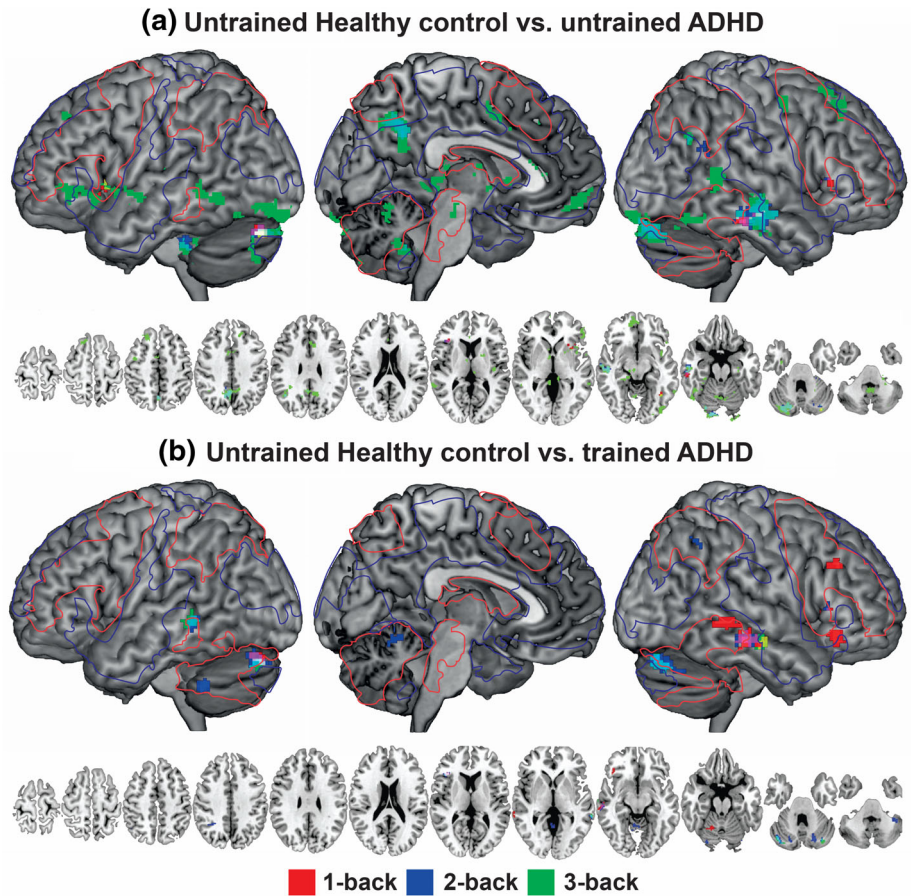 (a) Untrained Healthy control vs. untrained ADHD
(b) Untrained Healthy control vs. trained ADHD
1-back 2-back 3-back